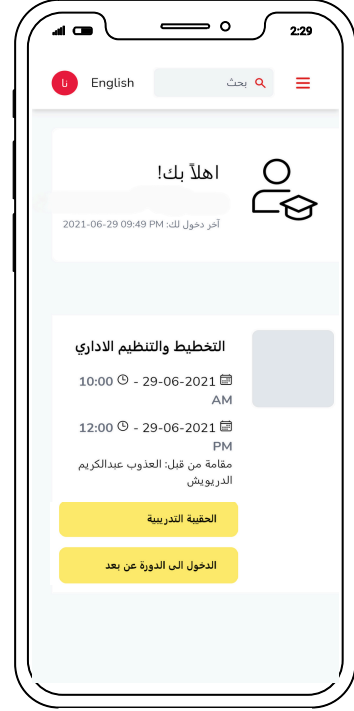 2:29
بحث
English
نا
اهلاً بك!
آخر دخول لك: 2021-06-29 09:49 PM
التخطيط والتنظيم الاداري
29-06-2021 - 10:00
AM
29-06-2021 - 12:00
PM
مقامة من قبل: العذوب عبدالكريم
الدريويش
الحقيبة التدريبية
الدخول الى الدورة عن بعد